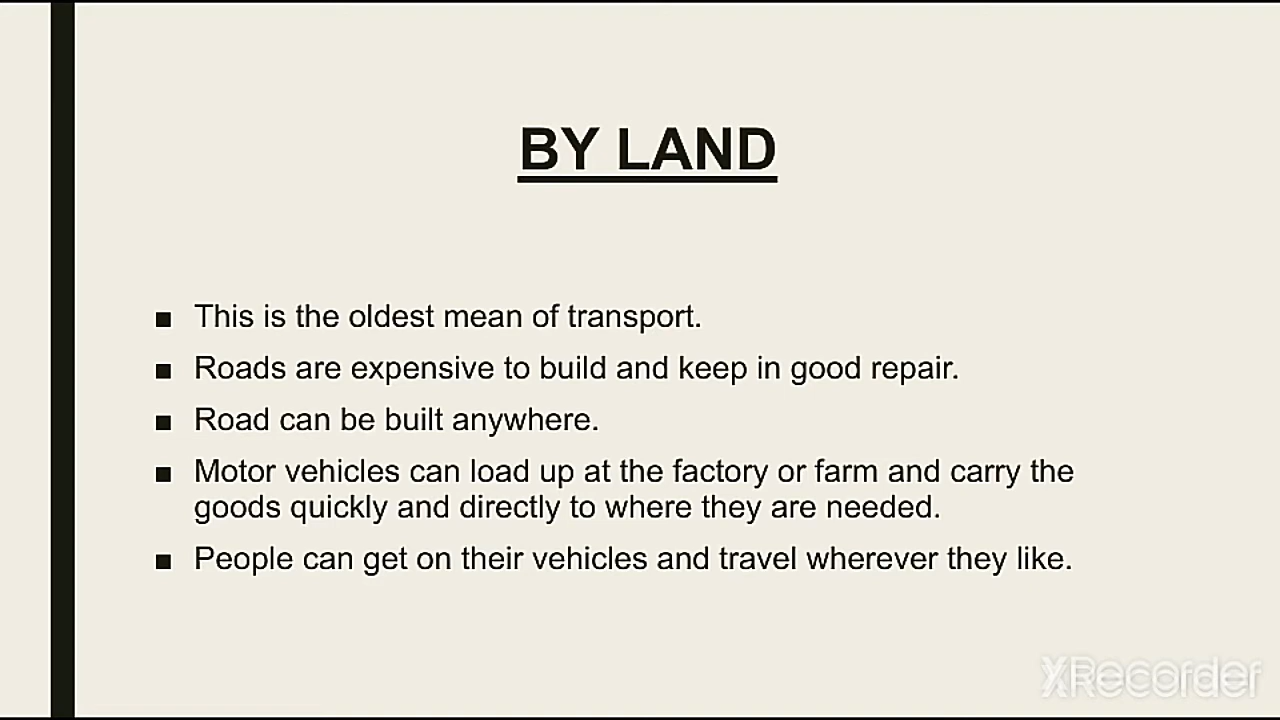 BY LAND
■ This is the oldest mean of transport.
■ Roads are expensive to build and keep in good repair.
■ Road can be built anywhere.
■ Motor vehicles can load up at the factory or farm and carry the
goods quickly and directly to where they are needed.
■ People can get on their vehicles and travel wherever they like.
XRecorder